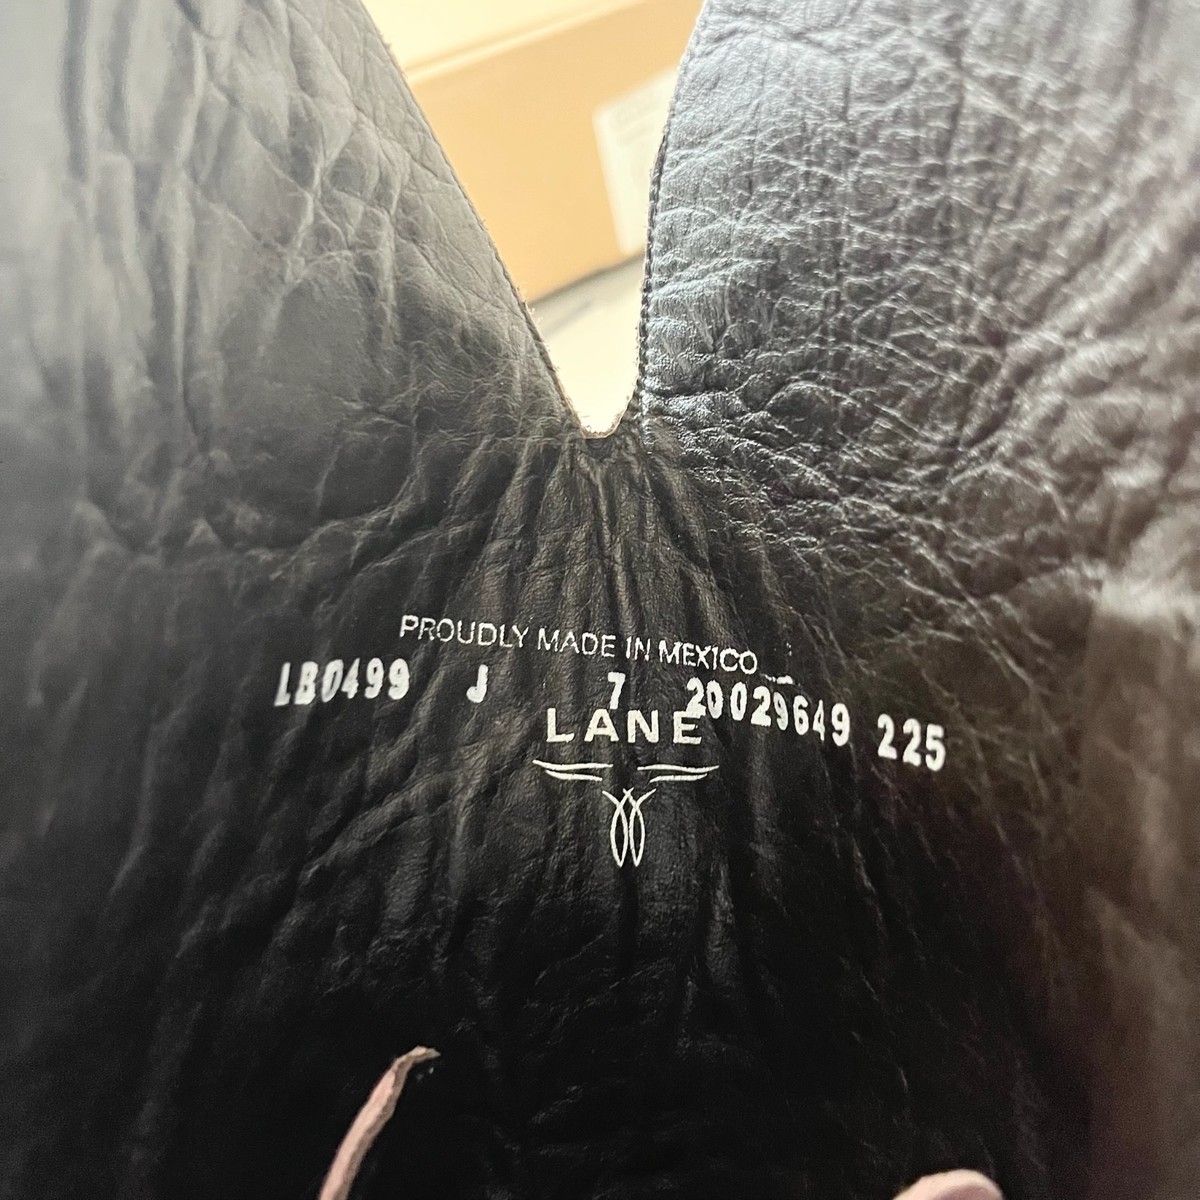 PROUDLY MADE IN MEXICO
LB0499 J 7 20029649 225
LANE